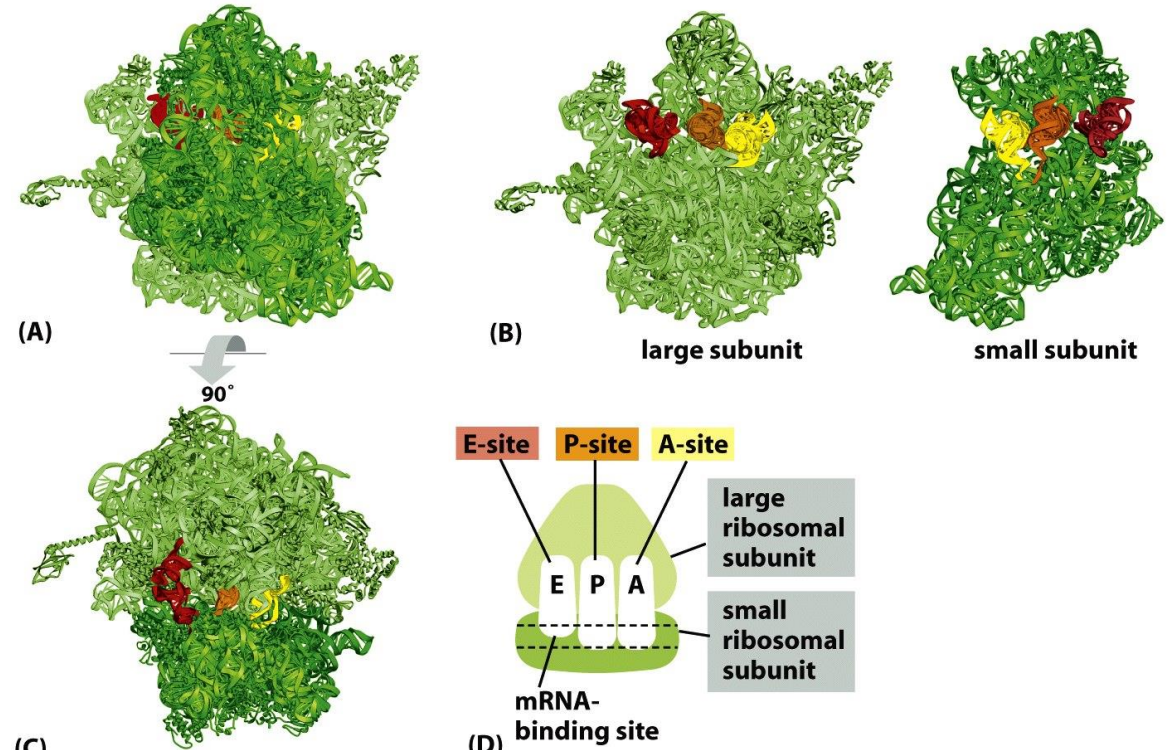 (A)
90°
(B)
large subunit
small subunit
(C)
E-site
P-site
A-site
E
P
A
large
ribosomal
subunit
small
ribosomal
subunit
mRNA-
binding site
(D)